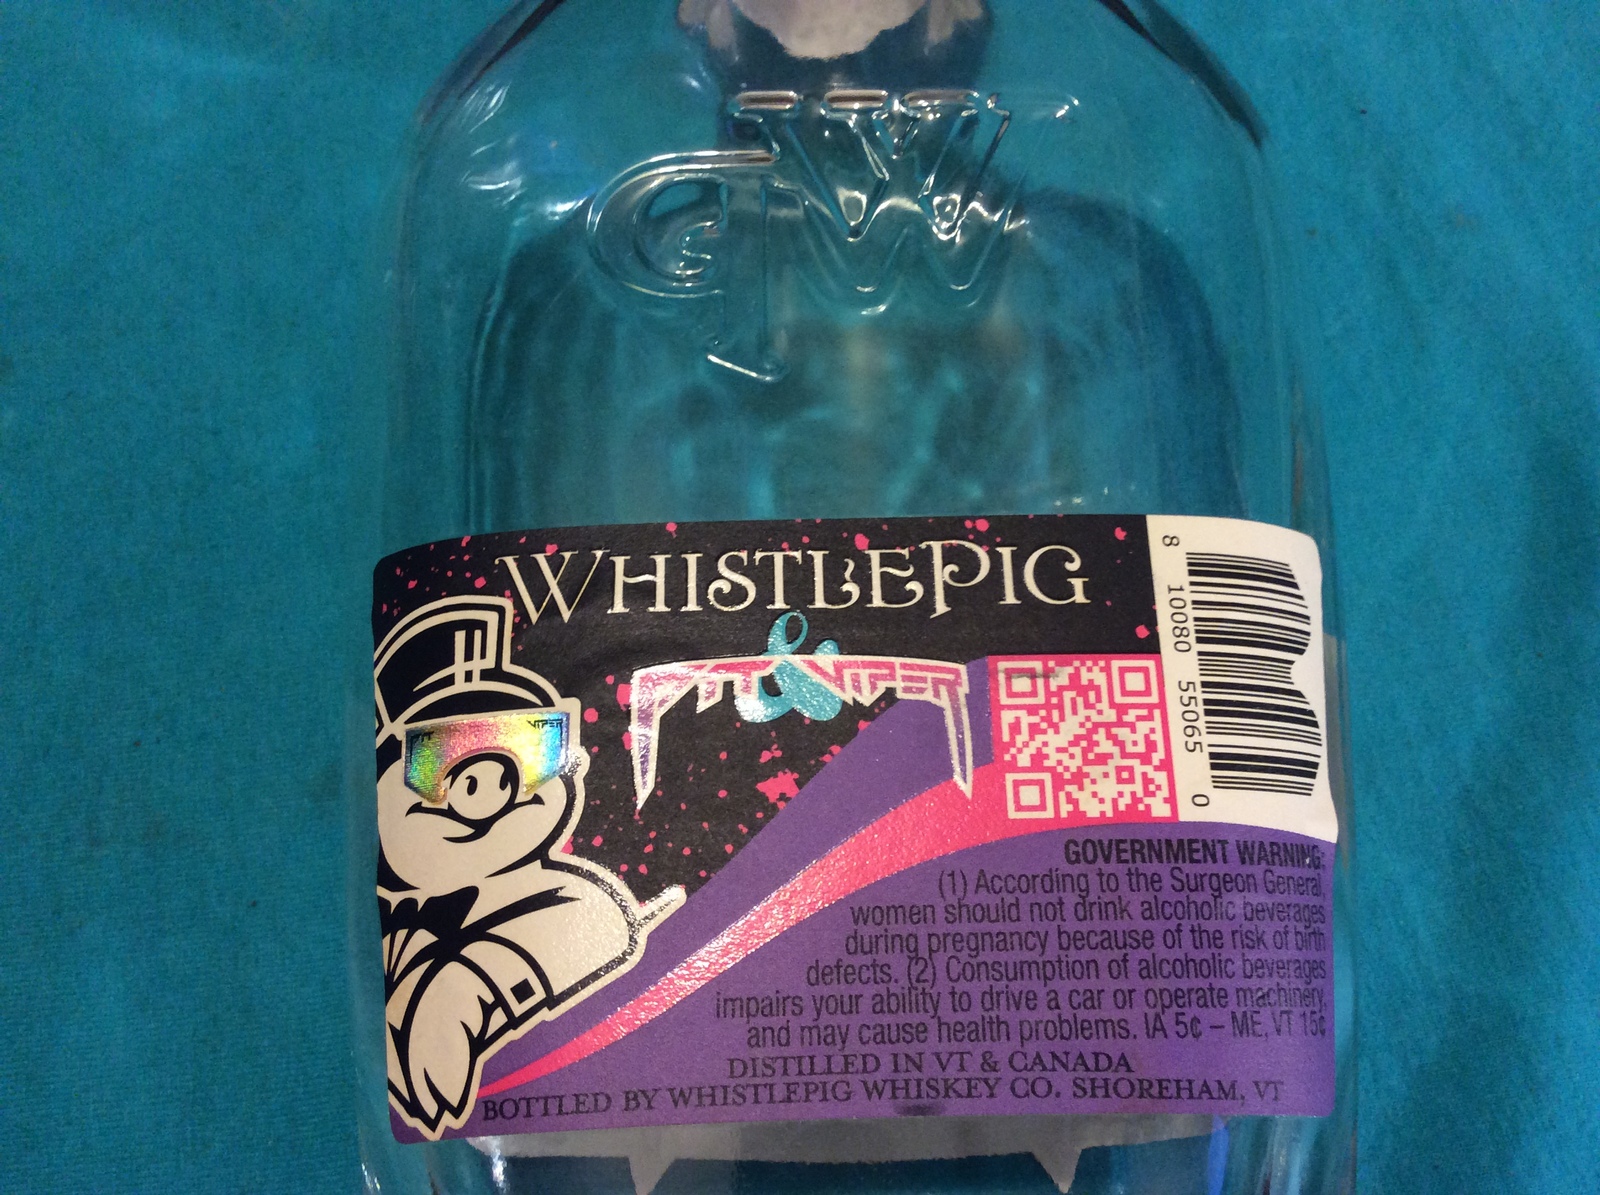 WP
WHISTLEPIG
&
PIT VIPER
PIT VIPER
8 10080 55065 0
GOVERNMENT WARNING:
(1) According to the Surgeon General,
women should not drink alcoholic beverages
during pregnancy because of the risk of birth
defects. (2) Consumption of alcoholic beverages
impairs your ability to drive a car or operate machinery,
and may cause health problems. IA 5¢ – ME, VT 15¢
DISTILLED IN VT & CANADA
BOTTLED BY WHISTLEPIG WHISKEY CO. SHOREHAM, VT